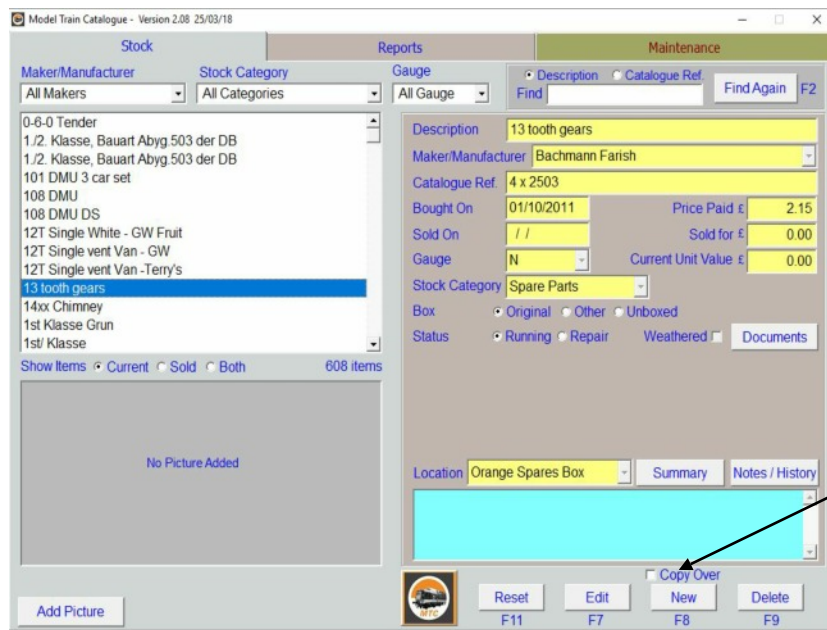 Model Train Catalogue - Version 2.08 25/03/18
Stock Reports Maintenance
Maker/Manufacturer Stock Category Gauge
All Makers All Categories All Gauge
Description Catalogue Ref.
Find Find Again F2
0-6-0 Tender
1./2. Klasse, Bauart Abyg.503 der DB
1./2. Klasse, Bauart Abyg.503 der DB
101 DMU 3 car set
108 DMU
108 DMU DS
12T Single White - GW Fruit
12T Single vent Van - GW
12T Single vent Van -Terry's
13 tooth gears
14xx Chimney
1st Klasse Grun
1st/ Klasse
Show Items Current Sold Both 608 items
No Picture Added
Add Picture
Description 13 tooth gears
Maker/Manufacturer Bachmann Farish
Catalogue Ref. 4 x 2503
Bought On 01/10/2011 Price Paid £ 2.15
Sold On / / Sold for £ 0.00
Gauge N Current Unit Value £ 0.00
Stock Category Spare Parts
Box Original Other Unboxed
Status Running Repair Weathered Documents
Location Orange Spares Box Summary Notes / History
Copy Over
MTC
Reset Edit New Delete
F11 F7 F8 F9